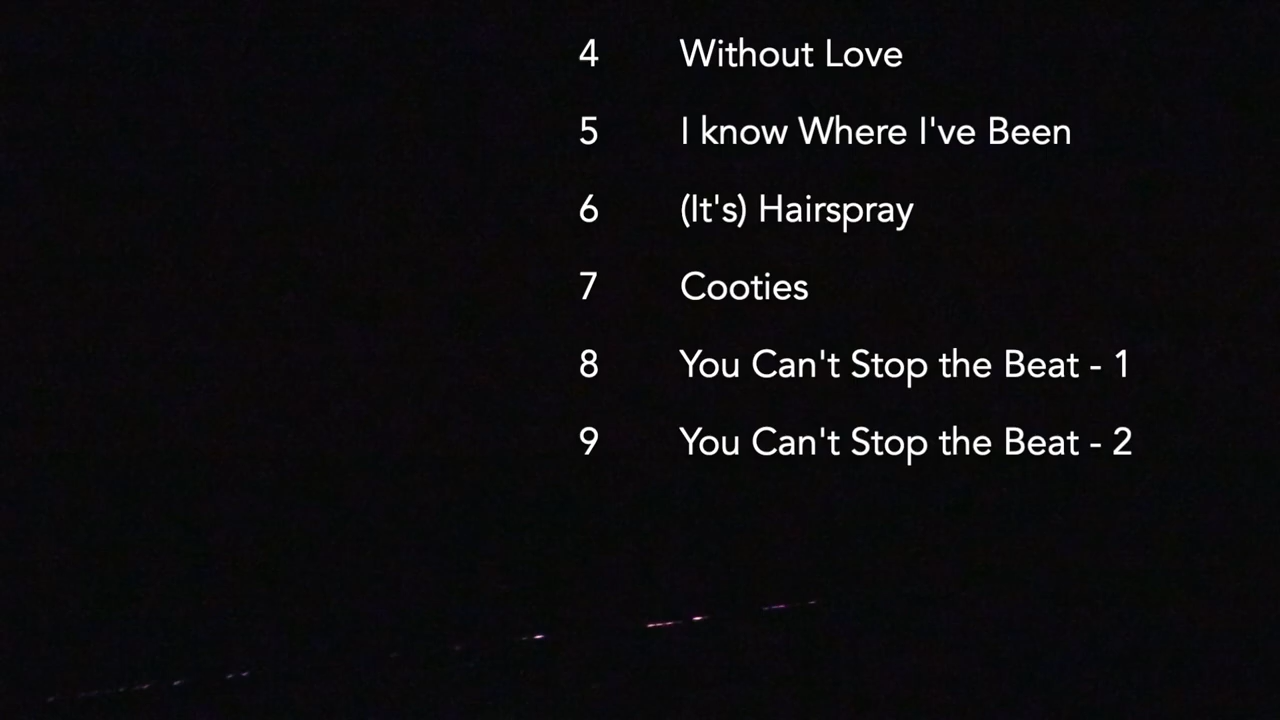 4 Without Love
5 I know Where I've Been
6 (It's) Hairspray
7 Cooties
8 You Can't Stop the Beat - 1
9 You Can't Stop the Beat - 2